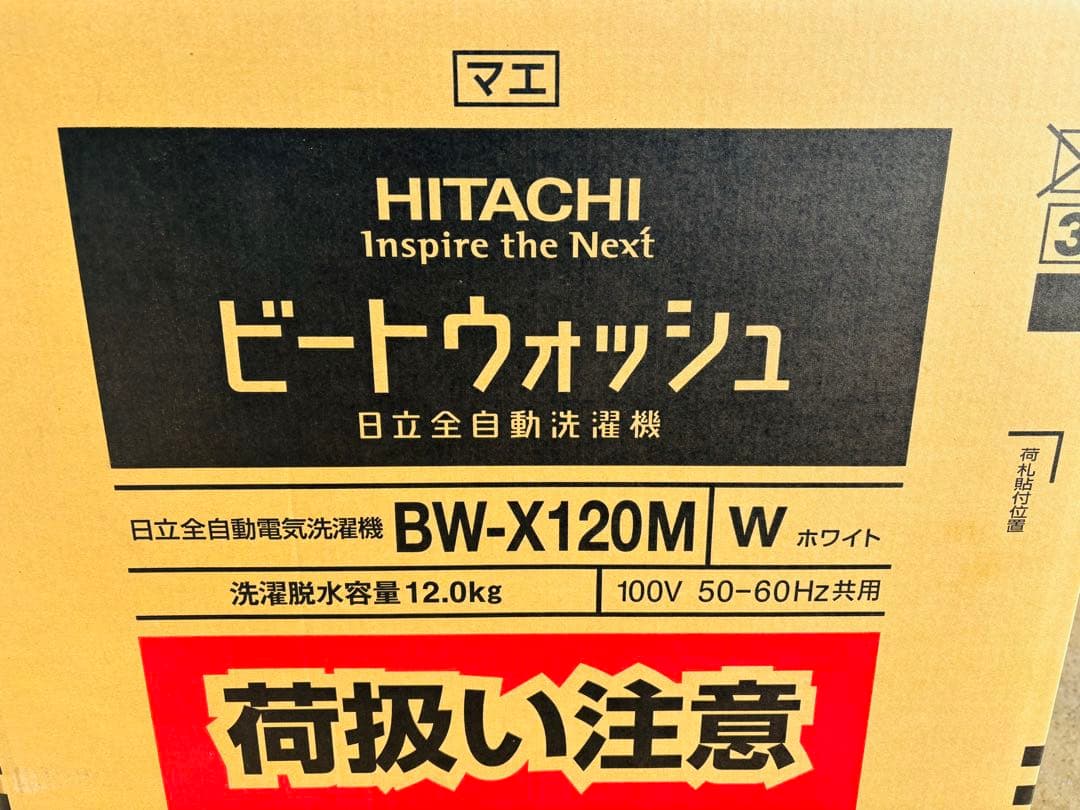 マエ
HITACHI
Inspire the Next
ビートウォッシュ
日立全自動洗濯機
日立全自動電気洗濯機 BW-X120M W ホワイト
洗濯脱水容量12.0kg 100V 50-60Hz共用
荷扱い注意
3
荷札貼付位置